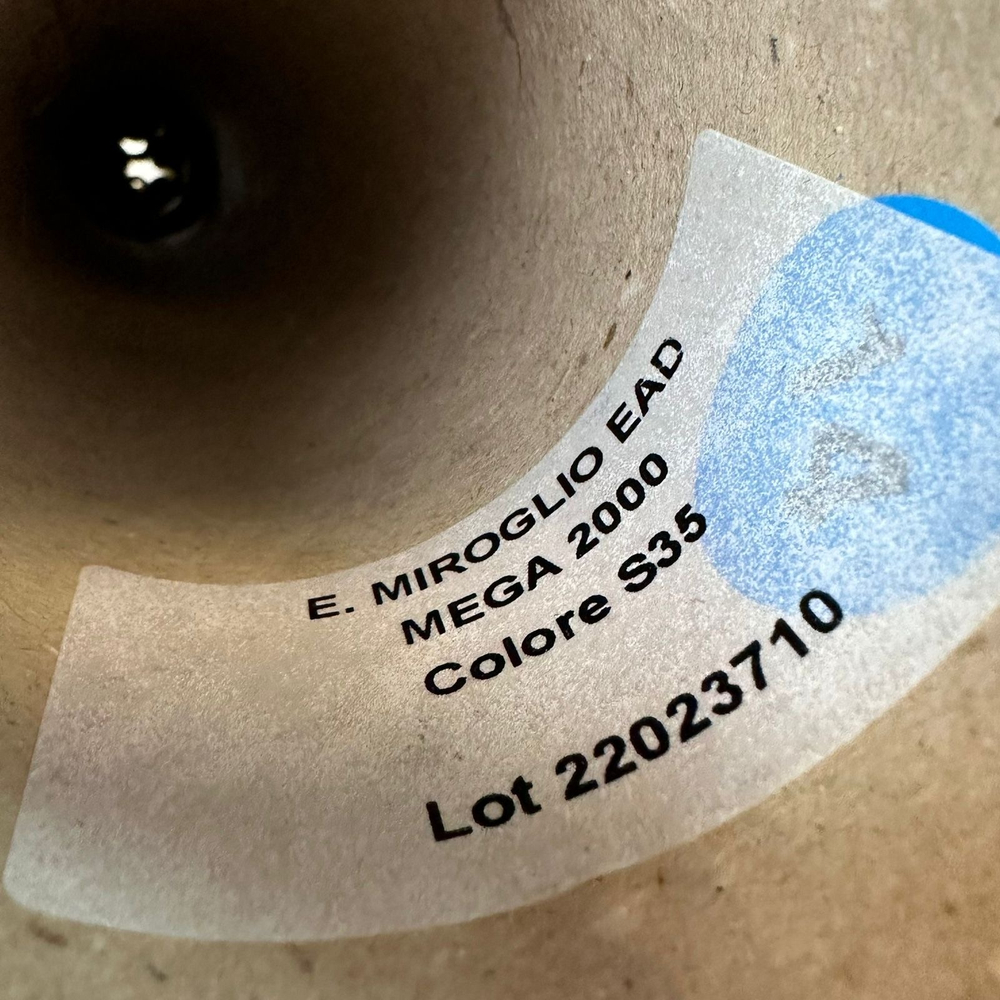 E. MIROGLIO EAD
MEGA 2000
Colore S35
Lot 22023710